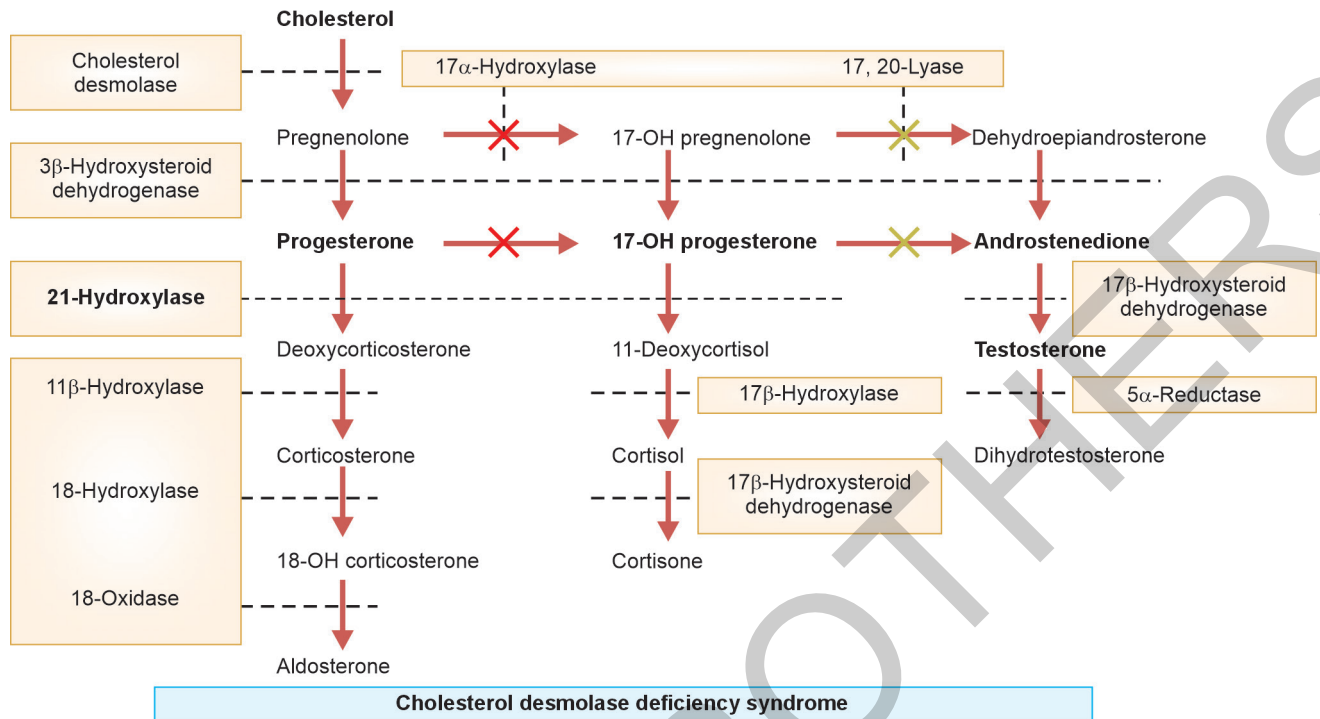 Cholesterol
Cholesterol
desmolase
17α-Hydroxylase 17, 20-Lyase
Pregnenolone 17-OH pregnenolone Dehydroepiandrosterone
3β-Hydroxysteroid
dehydrogenase
Progesterone 17-OH progesterone Androstenedione
21-Hydroxylase
17β-Hydroxysteroid
dehydrogenase
Deoxycorticosterone 11-Deoxycortisol Testosterone
11β-Hydroxylase 17β-Hydroxylase 5α-Reductase
Corticosterone Cortisol Dihydrotestosterone
18-Hydroxylase
17β-Hydroxysteroid
dehydrogenase
18-OH corticosterone Cortisone
18-Oxidase
Aldosterone
Cholesterol desmolase deficiency syndrome
OTHERS